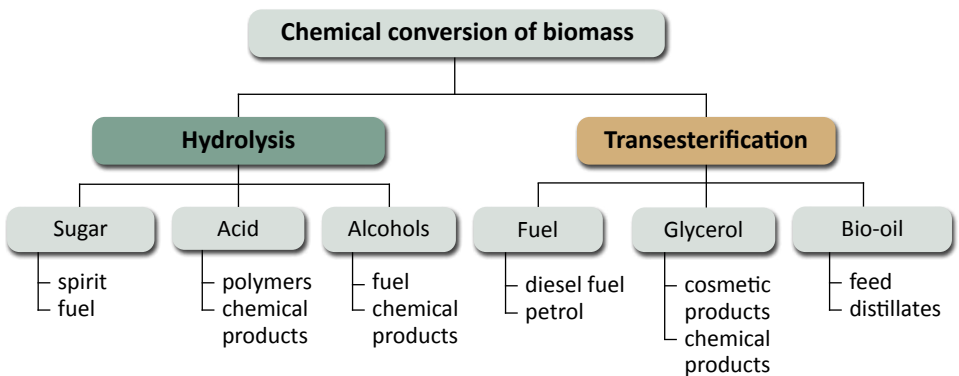 Chemical conversion of biomass
Hydrolysis
Transesterification
Sugar
Acid
Alcohols
Fuel
Glycerol
Bio-oil
spirit
fuel
polymers
chemical
products
fuel
chemical
products
diesel fuel
petrol
cosmetic
products
chemical
products
feed
distillates